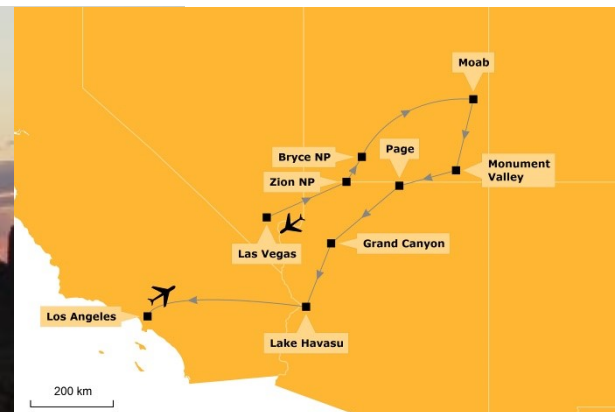 Moab
Page
Bryce NP
Monument
Valley
Zion NP
Grand Canyon
Las Vegas
Los Angeles
Lake Havasu
200 km